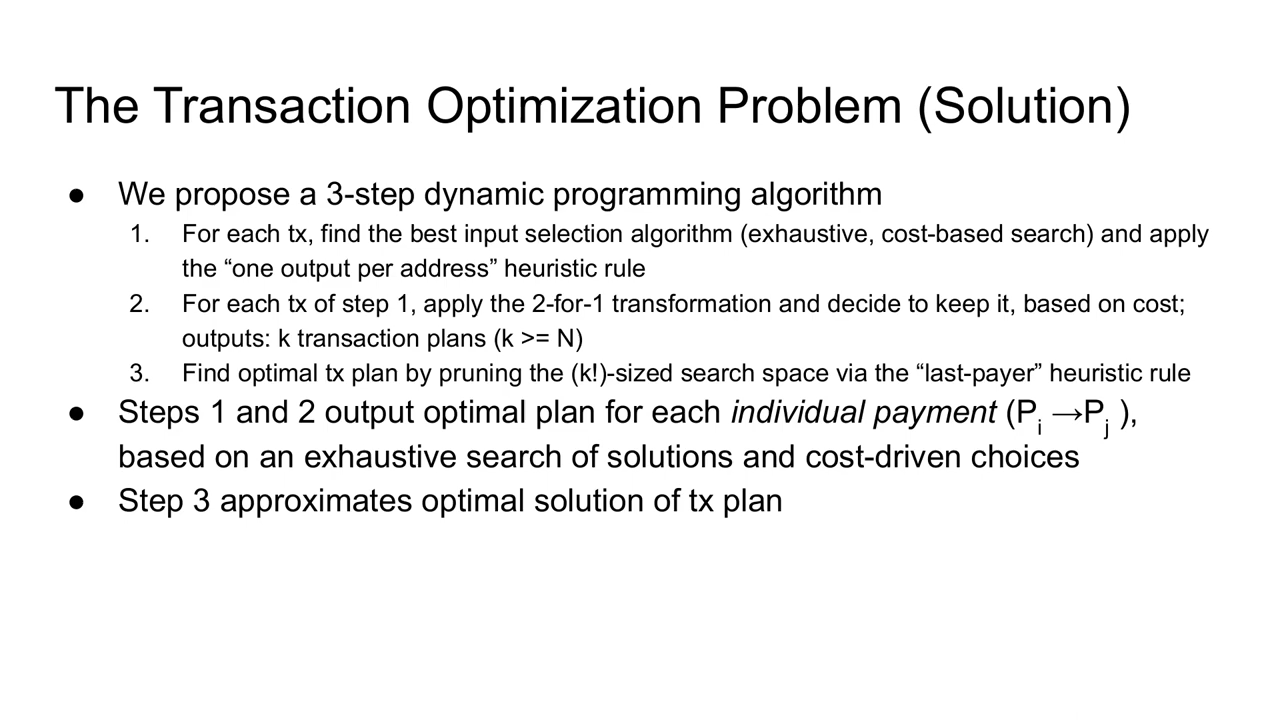 The Transaction Optimization Problem (Solution)
● We propose a 3-step dynamic programming algorithm
1. For each tx, find the best input selection algorithm (exhaustive, cost-based search) and apply
the “one output per address” heuristic rule
2. For each tx of step 1, apply the 2-for-1 transformation and decide to keep it, based on cost;
outputs: k transaction plans (k >= N)
3. Find optimal tx plan by pruning the (k!)-sized search space via the “last-payer” heuristic rule
● Steps 1 and 2 output optimal plan for each individual payment (Pi →Pj ),
based on an exhaustive search of solutions and cost-driven choices
● Step 3 approximates optimal solution of tx plan